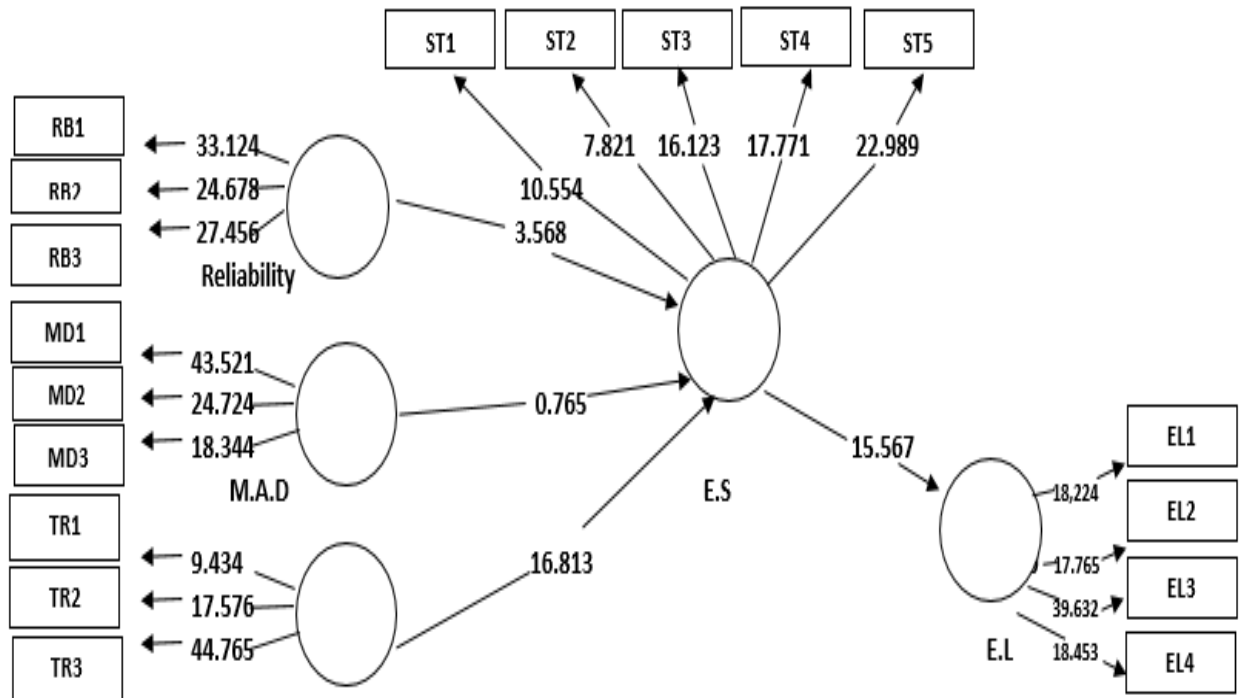 ST1
ST2
ST3
ST4
ST5
RB1
RB2
RB3
33.124
24.678
27.456
Reliability
7.821
16.123
17.771
22.989
10.554
3.568
MD1
MD2
MD3
43.521
24.724
18.344
M.A.D
0.765
E.S
15.567
TR1
TR2
TR3
9.434
17.576
44.765
16.813
EL1
EL2
EL3
EL4
18,224
17.765
39.632
18.453
E.L